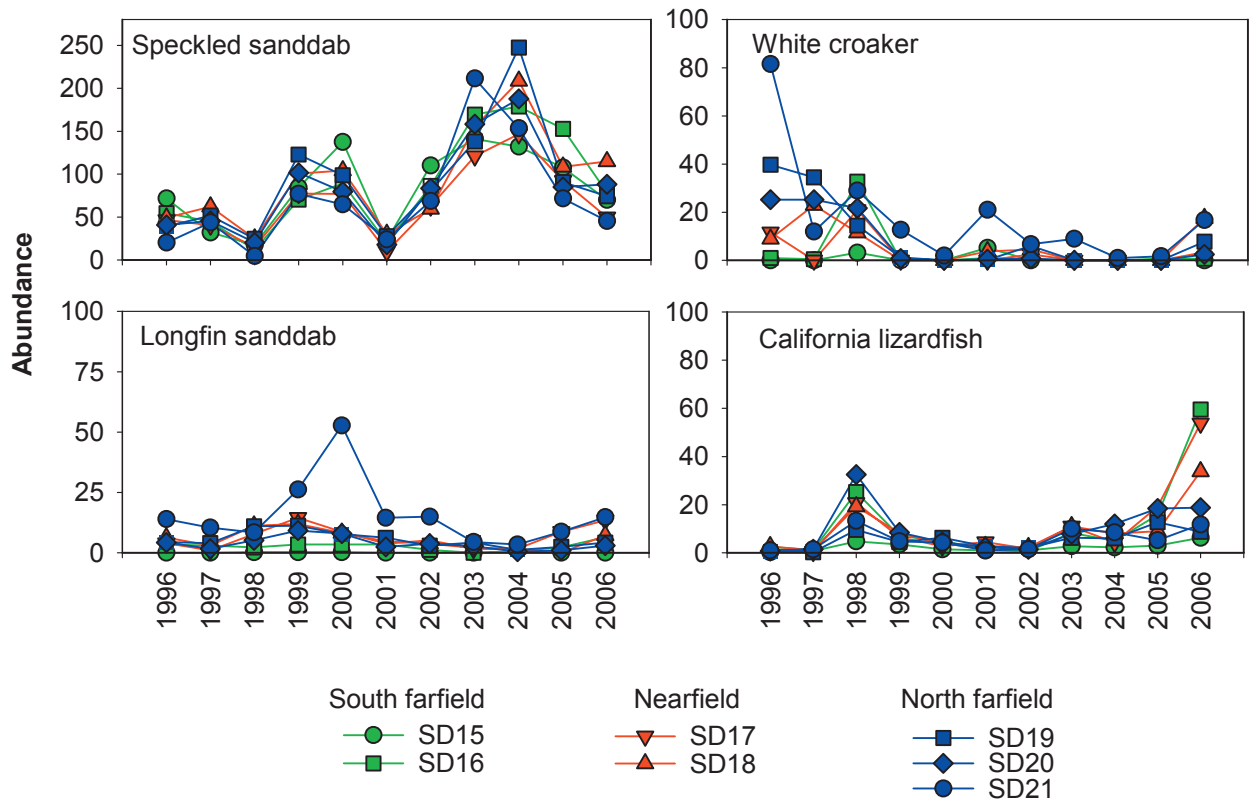 Abundance
Speckled sanddab
250
200
150
100
50
0
White croaker
100
80
60
40
20
0
Longfin sanddab
100
75
50
25
0
1996 1997 1998 1999 2000 2001 2002 2003 2004 2005 2006
California lizardfish
100
80
60
40
20
0
1996 1997 1998 1999 2000 2001 2002 2003 2004 2005 2006
South farfield
SD15
SD16
Nearfield
SD17
SD18
North farfield
SD19
SD20
SD21